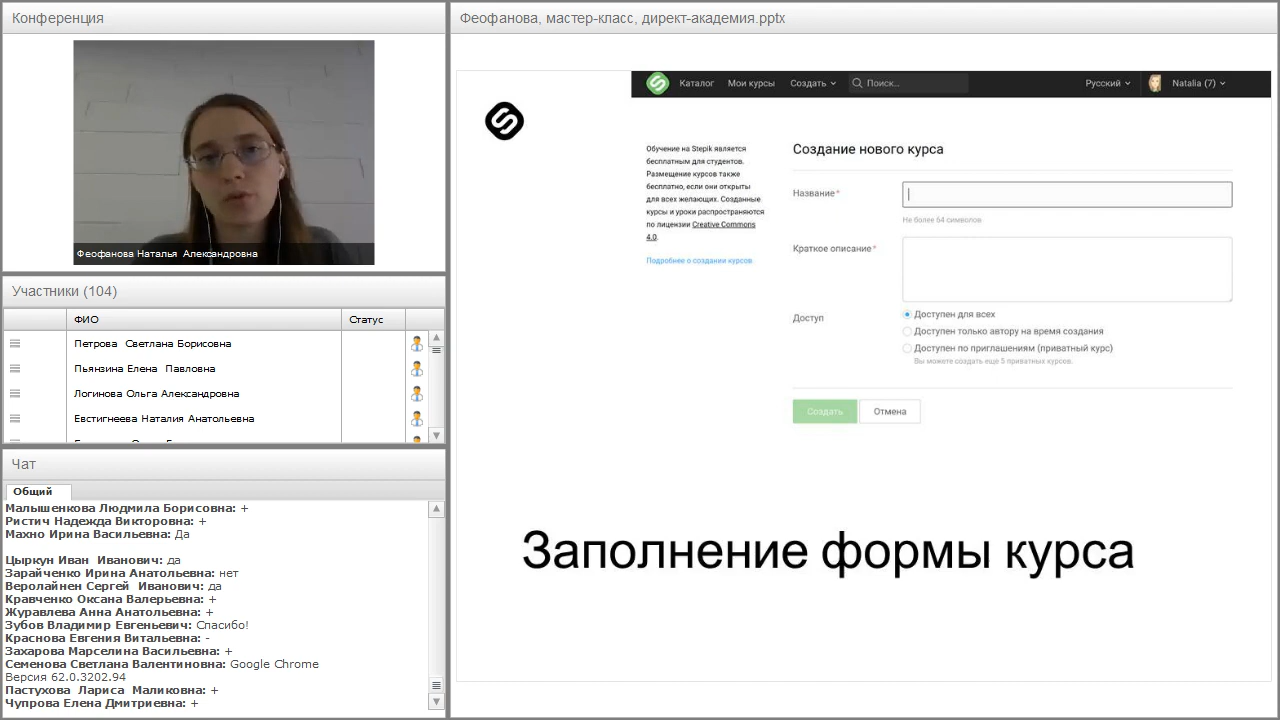 Конференция
Феофанова Наталья Александровна
Участники (104)
ФИО
Статус
Петрова Светлана Борисовна
Пьянзина Елена Павловна
Логинова Ольга Александровна
Евстигнеева Наталия Анатольевна
Чат
Общий
Малышенкова Людмила Борисовна: +
Ристич Надежда Викторовна: +
Махно Ирина Васильевна: Да
Цыркун Иван Иванович: да
Зарайченко Ирина Анатольевна: нет
Веролайнен Сергей Иванович: да
Кравченко Оксана Валерьевна: +
Журавлева Анна Анатольевна: +
Зубов Владимир Евгеньевич: Спасибо!
Краснова Евгения Витальевна: -
Захарова Марселина Васильевна: +
Семенова Светлана Валентиновна: Google Chrome
Версия 62.0.3202.94
Пастухова Лариса Маликовна: +
Чупрова Елена Дмитриевна: +
Феофанова, мастер-класс, директ-академия.pptx
Каталог Мои курсы Создать Поиск... Русский Natalia (7)
Обучение на Stepik является
бесплатным для студентов.
Размещение курсов также
бесплатно, если они открыты
для всех желающих. Созданные
курсы и уроки распространяются
по лицензии Creative Commons
4.0.
Подробнее о создании курсов.
Создание нового курса
Название*
Не более 64 символов
Краткое описание*
Доступ
Доступен для всех
Доступен только автору на время создания
Доступен по приглашениям (приватный курс)
Вы можете создать еще 5 приватных курсов.
Создать Отмена
Заполнение формы курса